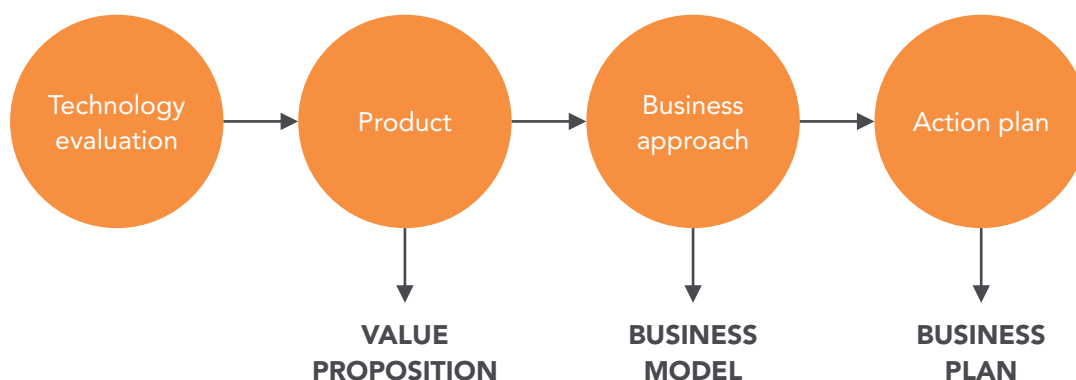 Technology
evaluation
Product
Business
approach
Action plan
VALUE
PROPOSITION
BUSINESS
MODEL
BUSINESS
PLAN